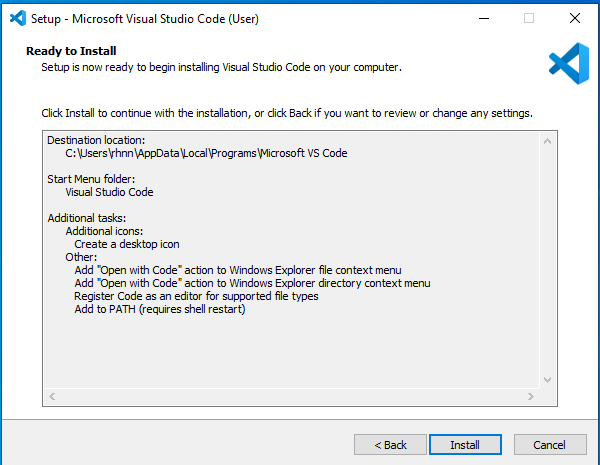 Setup - Microsoft Visual Studio Code (User)
Ready to Install
Setup is now ready to begin installing Visual Studio Code on your computer.
Click Install to continue with the installation, or click Back if you want to review or change any settings.
Destination location:
C:\Users\rhnn\AppData\Local\Programs\Microsoft VS Code
Start Menu folder:
Visual Studio Code
Additional tasks:
Additional icons:
Create a desktop icon
Other:
Add "Open with Code" action to Windows Explorer file context menu
Add "Open with Code" action to Windows Explorer directory context menu
Register Code as an editor for supported file types
Add to PATH (requires shell restart)
< Back
Install
Cancel